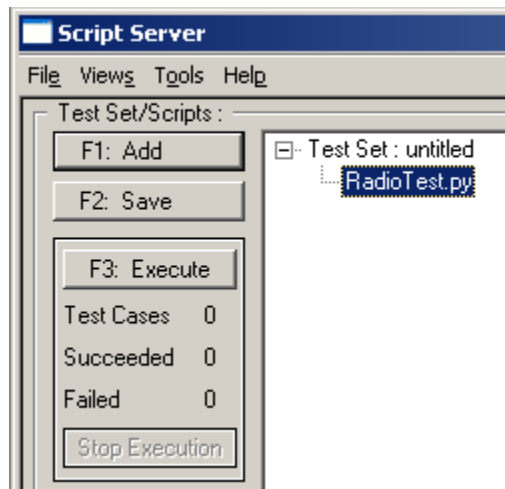 Script Server
File Views Tools Help
Test Set/Scripts :
F1: Add
F2: Save
F3: Execute
Test Cases 0
Succeeded 0
Failed 0
Stop Execution
Test Set : untitled
RadioTest.py